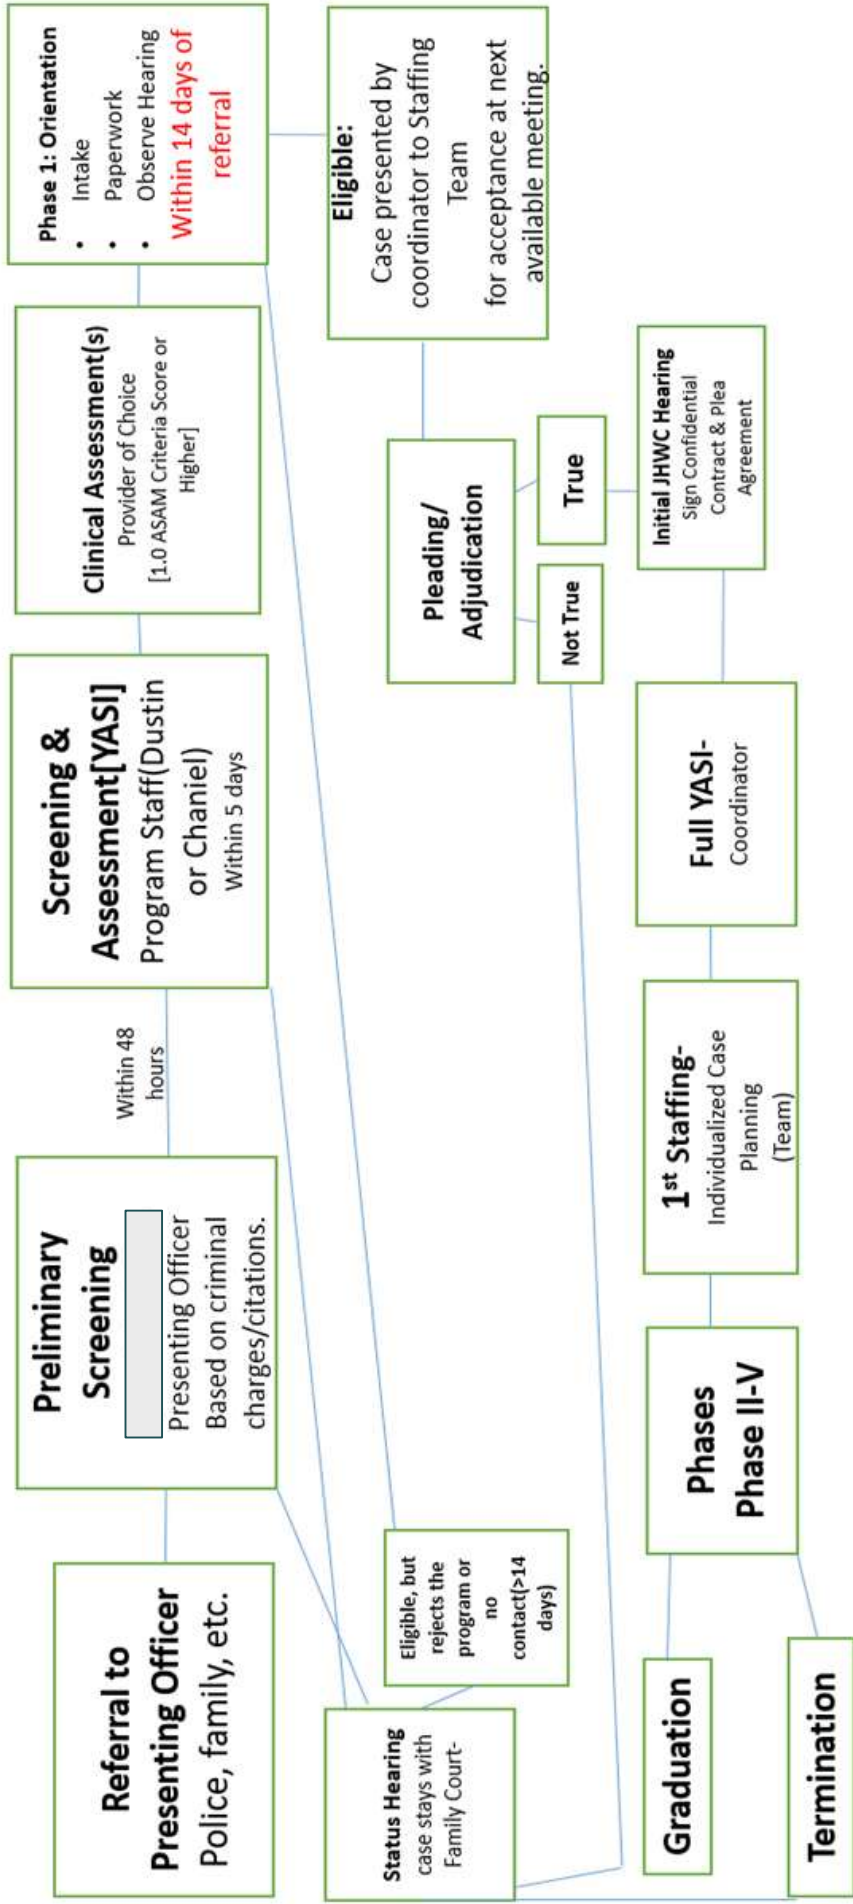 Referral to
Presenting Officer
Police, family, etc.
Preliminary
Screening
Presenting Officer
Based on criminal
charges/citations.
Within 48
hours
Screening &
Assessment[YASI]
Program Staff(Dustin
or Chaniel)
Within 5 days
Clinical Assessment(s)
Provider of Choice
[1.0 ASAM Criteria Score or
Higher]
Phase 1: Orientation
• Intake
• Paperwork
• Observe Hearing
Within 14 days of
referral
Status Hearing
case stays with
Family Court-
Eligible, but
rejects the
program or
no
contact(>14
days)
Pleading/
Adjudication
Not True
True
Eligible:
Case presented by
coordinator to Staffing
Team
for acceptance at next
available meeting.
Graduation
Termination
Phases
Phase II-V
1st Staffing-
Individualized Case
Planning
(Team)
Full YASI-
Coordinator
Initial JHWC Hearing
Sign Confidential
Contract & Plea
Agreement